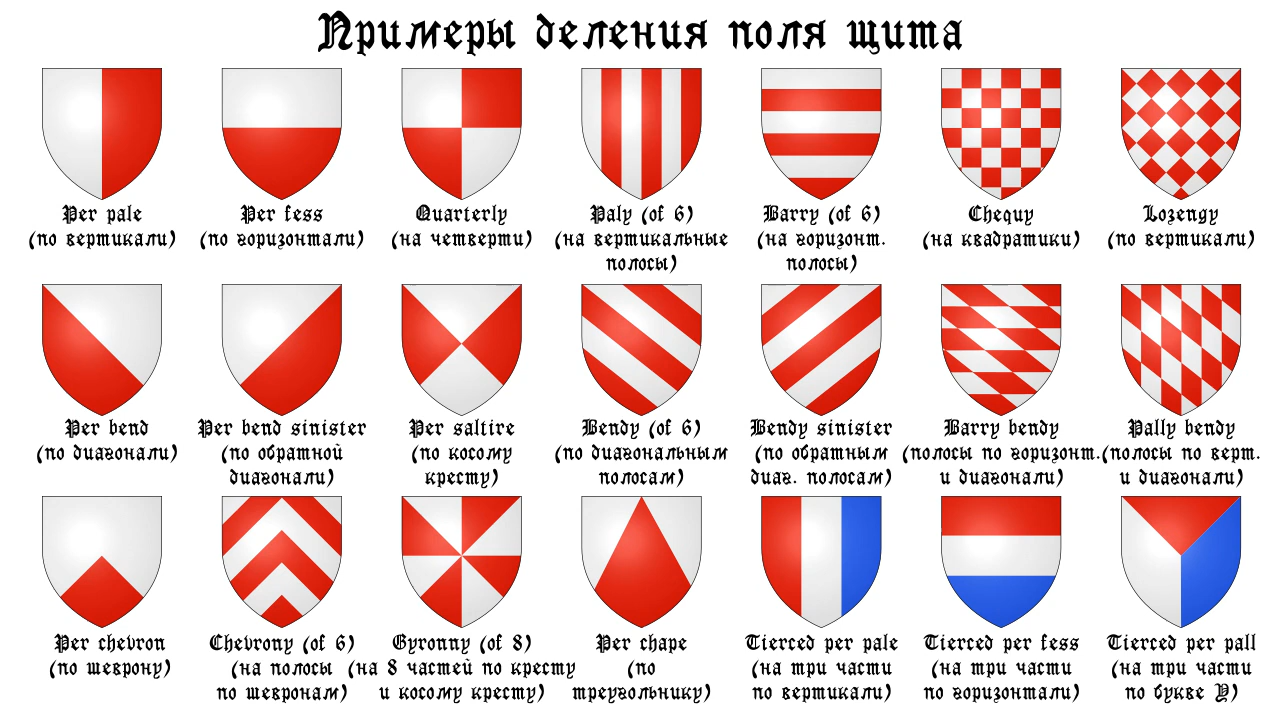 Примеры деления поля щита
Per pale
(по вертикали)
Per fess
(по горизонтали)
Quarterly
(на четверти)
Paly (of 6)
(на вертикальные
полосы)
Barry (of 6)
(на горизонт.
полосы)
Chequy
(на квадратики)
Lozengy
(по вертикали)
Per bend
(по диагонали)
Per bend sinister
(по обратной
диагонали)
Per saltire
(по косому
кресту)
Bendy (of 6)
(по диагональным
полосам)
Bendy sinister
(по обратным
диаг. полосам)
Barry bendy
(полосы по горизонт.
и диагонали)
Pally bendy
(полосы по верт.
и диагонали)
Per chevron
(по шеврону)
Chevrony (of 6)
(на полосы
по шевронам)
Gyronny (of 8)
(на 8 частей по кресту
и косому кресту)
Per chape
(по
треугольнику)
Tierced per pale
(на три части
по вертикали)
Tierced per fess
(на три части
по горизонтали)
Tierced per pall
(на три части
по букве Y)